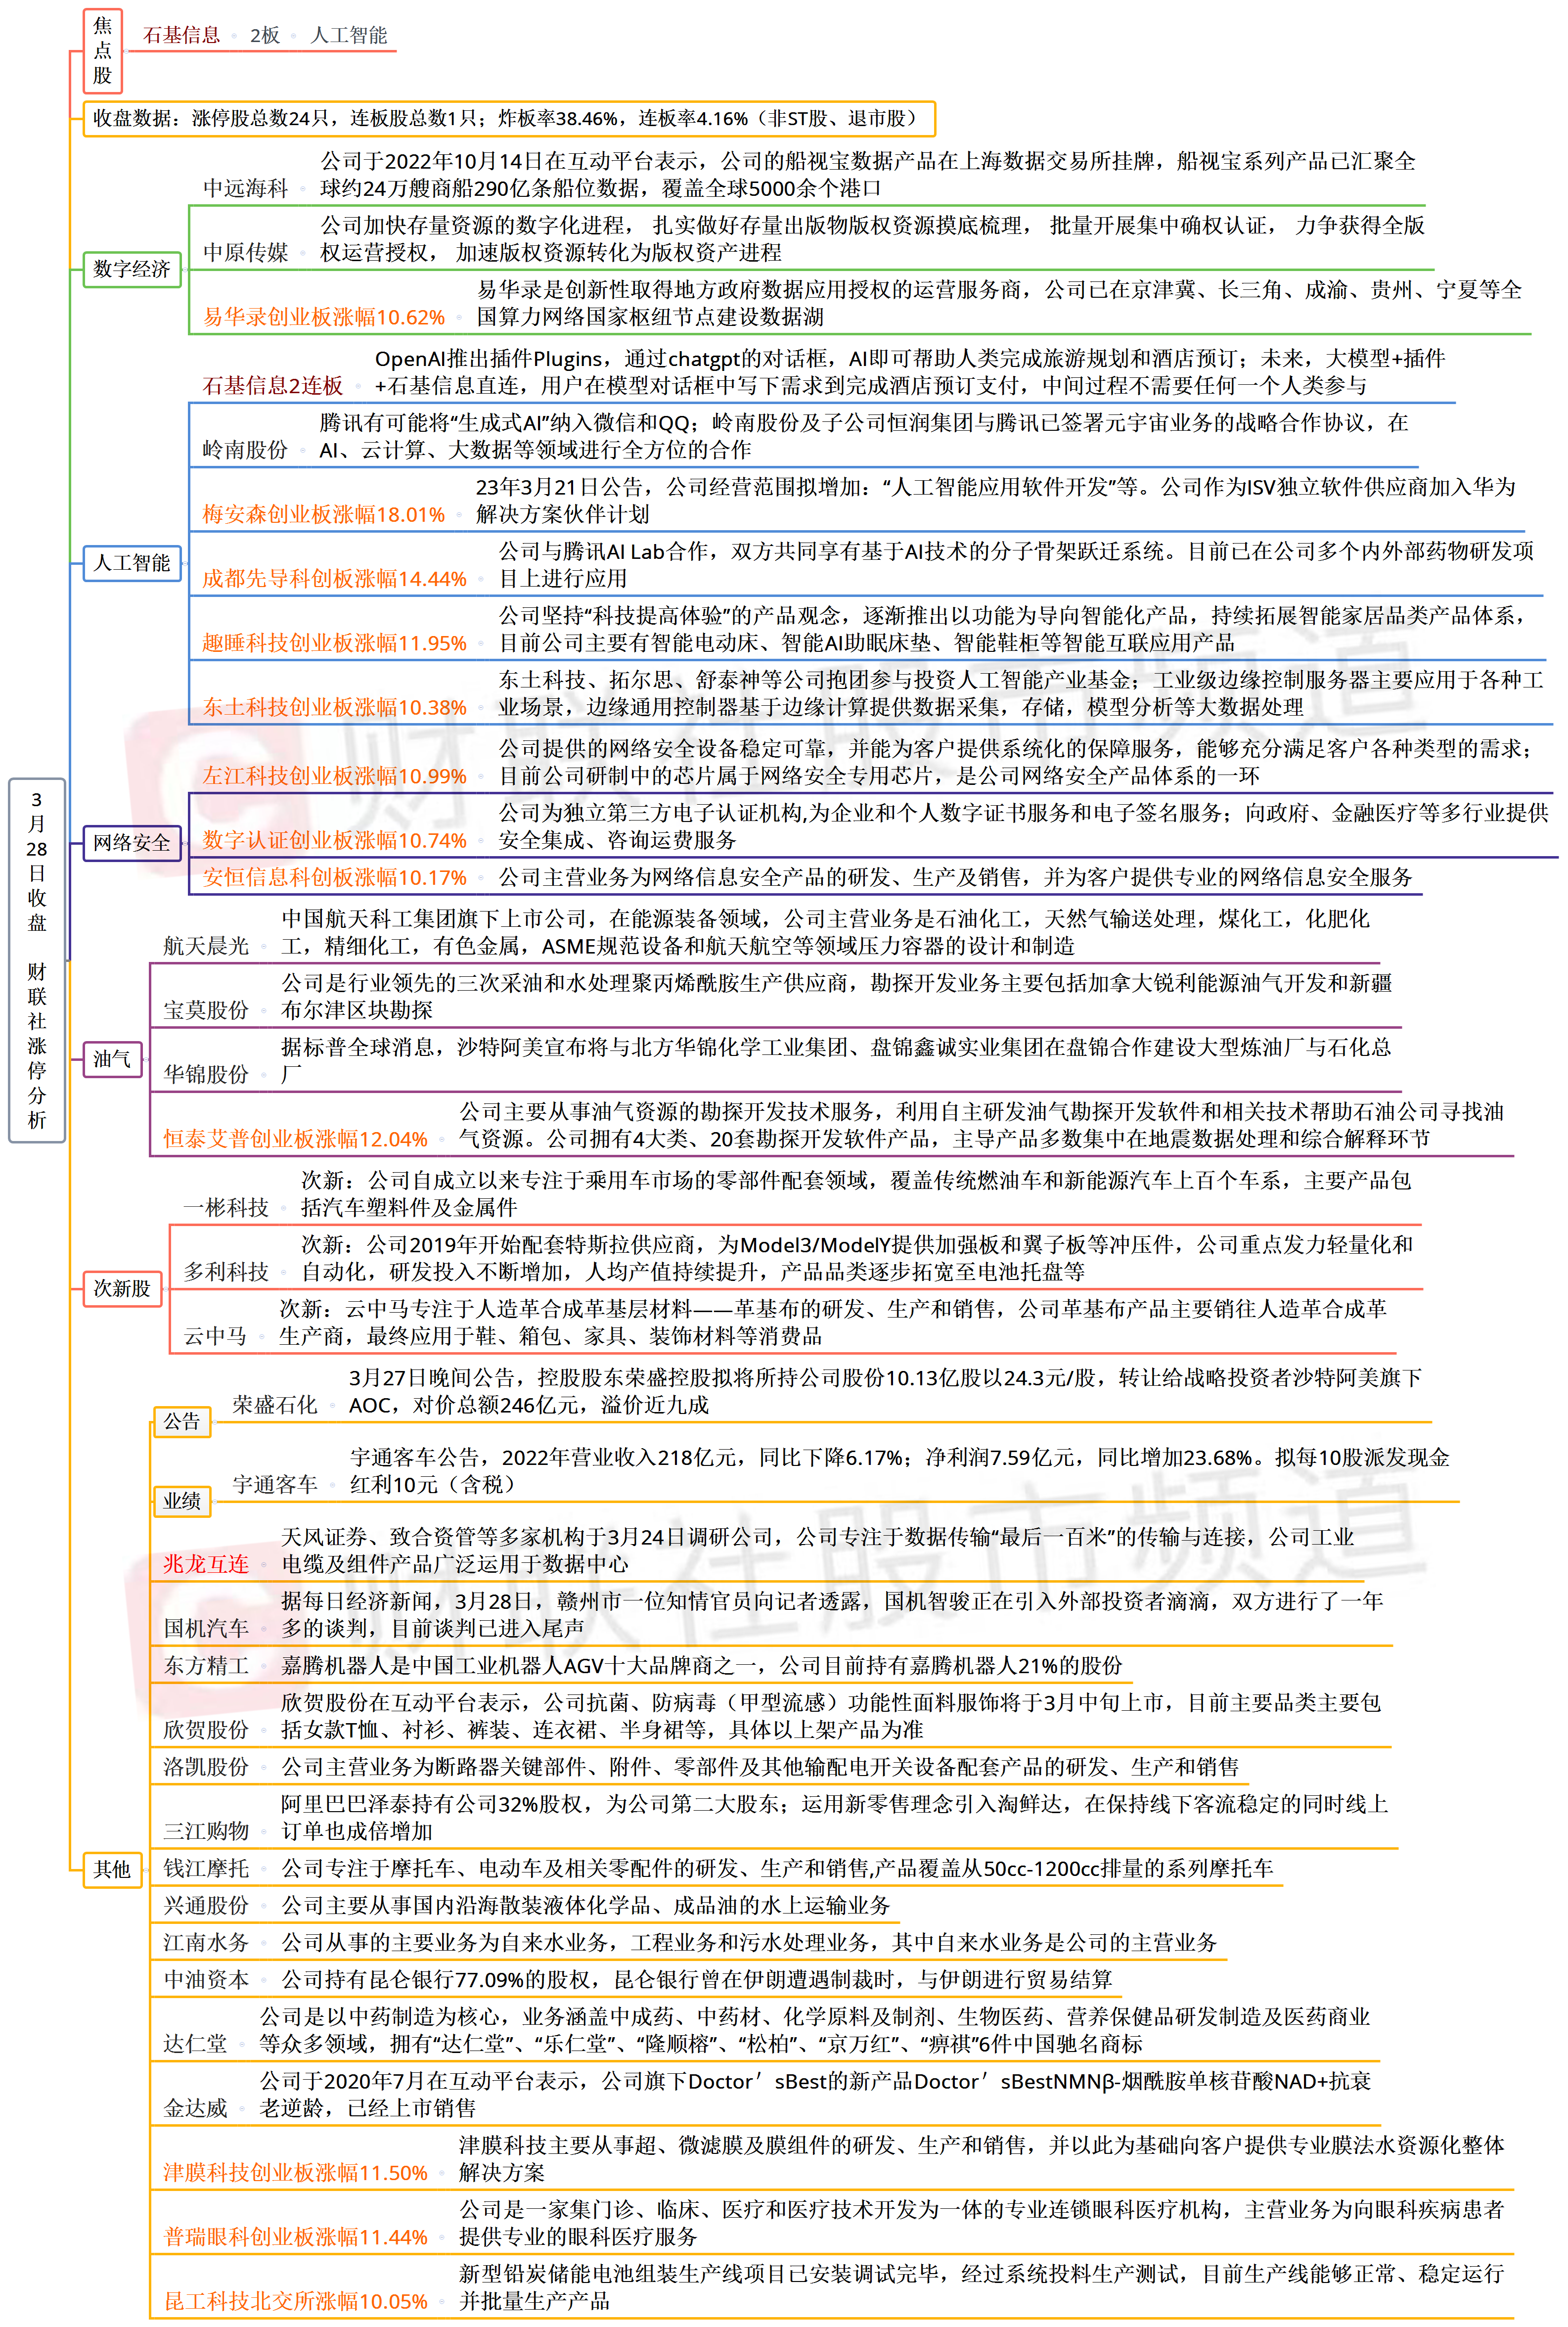 3月28日收盘 财联社涨停分析
焦点股
石基信息 2板 人工智能
收盘数据：涨停股总数24只，连板股总数1只；炸板率38.46%，连板率4.16%（非ST股、退市股）
数字经济
中远海科
公司于2022年10月14日在互动平台表示，公司的船视宝数据产品在上海数据交易所挂牌，船视宝系列产品已汇聚全
球约24万艘商船290亿条船位数据，覆盖全球5000余个港口
中原传媒
公司加快存量资源的数字化进程， 扎实做好存量出版物版权资源摸底梳理， 批量开展集中确权认证， 力争获得全版
权运营授权， 加速版权资源转化为版权资产进程
易华录创业板涨幅10.62%
易华录是创新性取得地方政府数据应用授权的运营服务商，公司已在京津冀、长三角、成渝、贵州、宁夏等全
国算力网络国家枢纽节点建设数据湖
人工智能
石基信息2连板
OpenAI推出插件Plugins，通过chatgpt的对话框，AI即可帮助人类完成旅游规划和酒店预订；未来，大模型+插件
+石基信息直连，用户在模型对话框中写下需求到完成酒店预订支付，中间过程不需要任何一个人类参与
岭南股份
腾讯有可能将“生成式AI”纳入微信和QQ；岭南股份及子公司恒润集团与腾讯已签署元宇宙业务的战略合作协议，在
AI、云计算、大数据等领域进行全方位的合作
梅安森创业板涨幅18.01%
23年3月21日公告，公司经营范围拟增加：“人工智能应用软件开发”等。公司作为ISV独立软件供应商加入华为
解决方案伙伴计划
成都先导科创板涨幅14.44%
公司与腾讯AI Lab合作，双方共同享有基于AI技术的分子骨架跃迁系统。目前已在公司多个内外部药物研发项
目上进行应用
趣睡科技创业板涨幅11.95%
公司坚持“科技提高体验”的产品观念，逐渐推出以功能为导向智能化产品，持续拓展智能家居品类产品体系，
目前公司主要有智能电动床、智能AI助眠床垫、智能鞋柜等智能互联应用产品
东土科技创业板涨幅10.38%
东土科技、拓尔思、舒泰神等公司抱团参与投资人工智能产业基金；工业级边缘控制服务器主要应用于各种工
业场景，边缘通用控制器基于边缘计算提供数据采集，存储，模型分析等大数据处理
网络安全
左江科技创业板涨幅10.99%
公司提供的网络安全设备稳定可靠，并能为客户提供系统化的保障服务，能够充分满足客户各种类型的需求；
目前公司研制中的芯片属于网络安全专用芯片，是公司网络安全产品体系的一环
数字认证创业板涨幅10.74%
公司为独立第三方电子认证机构,为企业和个人数字证书服务和电子签名服务；向政府、金融医疗等多行业提供
安全集成、咨询运费服务
安恒信息科创板涨幅10.17%
公司主营业务为网络信息安全产品的研发、生产及销售，并为客户提供专业的网络信息安全服务
油气
航天晨光
中国航天科工集团旗下上市公司，在能源装备领域，公司主营业务是石油化工，天然气输送处理，煤化工，化肥化
工，精细化工，有色金属，ASME规范设备和航天航空等领域压力容器的设计和制造
宝莫股份
公司是行业领先的三次采油和水处理聚丙烯酰胺生产供应商，勘探开发业务主要包括加拿大锐利能源油气开发和新疆
布尔津区块勘探
华锦股份
据标普全球消息，沙特阿美宣布将与北方华锦化学工业集团、盘锦鑫诚实业集团在盘锦合作建设大型炼油厂与石化总
厂
恒泰艾普创业板涨幅12.04%
公司主要从事油气资源的勘探开发技术服务，利用自主研发油气勘探开发软件和相关技术帮助石油公司寻找油
气资源。公司拥有4大类、20套勘探开发软件产品，主导产品多数集中在地震数据处理和综合解释环节
次新股
一彬科技
次新：公司自成立以来专注于乘用车市场的零部件配套领域，覆盖传统燃油车和新能源汽车上百个车系，主要产品包
括汽车塑料件及金属件
多利科技
次新：公司2019年开始配套特斯拉供应商，为Model3/ModelY提供加强板和翼子板等冲压件，公司重点发力轻量化和
自动化，研发投入不断增加，人均产值持续提升，产品品类逐步拓宽至电池托盘等
云中马
次新：云中马专注于人造革合成革基层材料——革基布的研发、生产和销售，公司革基布产品主要销往人造革合成革
生产商，最终应用于鞋、箱包、家具、装饰材料等消费品
其他
公告
荣盛石化
3月27日晚间公告，控股股东荣盛控股拟将所持公司股份10.13亿股以24.3元/股，转让给战略投资者沙特阿美旗下
AOC，对价总额246亿元，溢价近九成
业绩
宇通客车
宇通客车公告，2022年营业收入218亿元，同比下降6.17%；净利润7.59亿元，同比增加23.68%。拟每10股派发现金
红利10元（含税）
兆龙互连
天风证券、致合资管等多家机构于3月24日调研公司，公司专注于数据传输“最后一百米”的传输与连接，公司工业
电缆及组件产品广泛运用于数据中心
国机汽车
据每日经济新闻，3月28日，赣州市一位知情官员向记者透露，国机智骏正在引入外部投资者滴滴，双方进行了一年
多的谈判，目前谈判已进入尾声
东方精工
嘉腾机器人是中国工业机器人AGV十大品牌商之一，公司目前持有嘉腾机器人21%的股份
欣贺股份
欣贺股份在互动平台表示，公司抗菌、防病毒（甲型流感）功能性面料服饰将于3月中旬上市，目前主要品类主要包
括女款T恤、衬衫、裤装、连衣裙、半身裙等，具体以上架产品为准
洛凯股份
公司主营业务为断路器关键部件、附件、零部件及其他输配电开关设备配套产品的研发、生产和销售
三江购物
阿里巴巴泽泰持有公司32%股权，为公司第二大股东；运用新零售理念引入淘鲜达，在保持线下客流稳定的同时线上
订单也成倍增加
钱江摩托
公司专注于摩托车、电动车及相关零配件的研发、生产和销售,产品覆盖从50cc-1200cc排量的系列摩托车
兴通股份
公司主要从事国内沿海散装液体化学品、成品油的水上运输业务
江南水务
公司从事的主要业务为自来水业务，工程业务和污水处理业务，其中自来水业务是公司的主营业务
中油资本
公司持有昆仑银行77.09%的股权，昆仑银行曾在伊朗遭遇制裁时，与伊朗进行贸易结算
达仁堂
公司是以中药制造为核心，业务涵盖中成药、中药材、化学原料及制剂、生物医药、营养保健品研发制造及医药商业
等众多领域，拥有“达仁堂”、“乐仁堂”、“隆顺榕”、“松柏”、“京万红”、“痹祺”6件中国驰名商标
金达威
公司于2020年7月在互动平台表示，公司旗下Doctor’sBest的新产品Doctor’sBestNMNβ-烟酰胺单核苷酸NAD+抗衰
老逆龄，已经上市销售
津膜科技创业板涨幅11.50%
津膜科技主要从事超、微滤膜及膜组件的研发、生产和销售，并以此为基础向客户提供专业膜法水资源化整体
解决方案
普瑞眼科创业板涨幅11.44%
公司是一家集门诊、临床、医疗和医疗技术开发为一体的专业连锁眼科医疗机构，主营业务为向眼科疾病患者
提供专业的眼科医疗服务
昆工科技北交所涨幅10.05%
新型铅炭储能电池组装生产线项目已安装调试完毕，经过系统投料生产测试，目前生产线能够正常、稳定运行
并批量生产产品
财联社股市频道
财联社股市频道